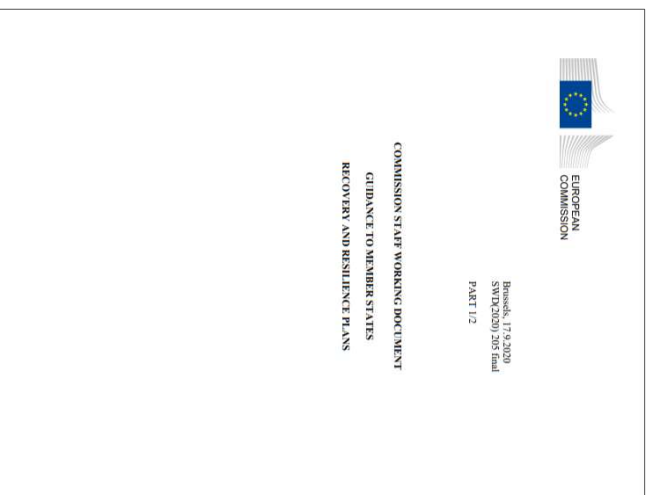 EUROPEAN
COMMISSION
Brussels, 17.9.2020
SWD(2020) 205 final
PART 1/2
COMMISSION STAFF WORKING DOCUMENT
GUIDANCE TO MEMBER STATES
RECOVERY AND RESILIENCE PLANS